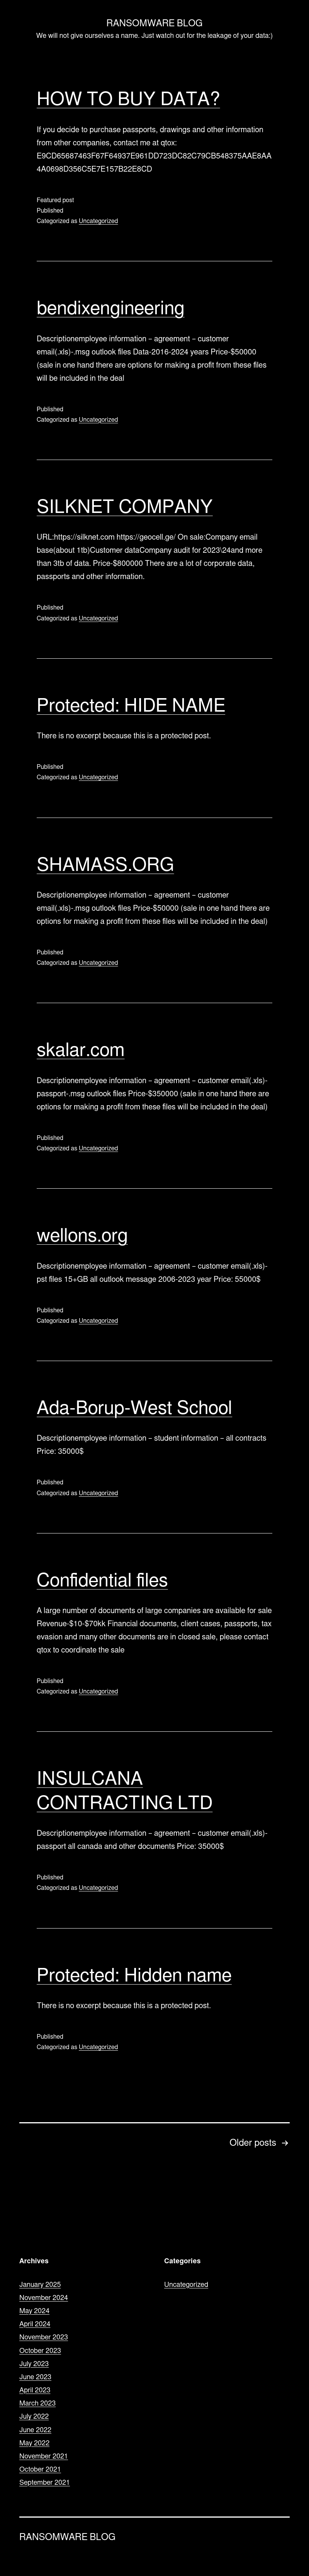 RANSOMWARE BLOG
We will not give ourselves a name. Just watch out for the leakage of your data:)
HOW TO BUY DATA?
If you decide to purchase passports, drawings and other information
from other companies, contact me at qtox:
E9CD65687463F67F64937E961DD723DC82C79CB548375AAE8AA
4A0698D356C5E7E157B22E8CD
Featured post
Published
Categorized as Uncategorized
bendixengineering
Descriptionemployee information – agreement – customer
email(.xls)-.msg outlook files Data-2016-2024 years Price-$50000
(sale in one hand there are options for making a profit from these files
will be included in the deal
Published
Categorized as Uncategorized
SILKNET COMPANY
URL:https://silknet.com https://geocell.ge/ On sale:Company email
base(about 1tb)Customer dataCompany audit for 2023\24and more
than 3tb of data. Price-$800000 There are a lot of corporate data,
passports and other information.
Published
Categorized as Uncategorized
Protected: HIDE NAME
There is no excerpt because this is a protected post.
Published
Categorized as Uncategorized
SHAMASS.ORG
Descriptionemployee information – agreement – customer
email(.xls)-.msg outlook files Price-$50000 (sale in one hand there are
options for making a profit from these files will be included in the deal)
Published
Categorized as Uncategorized
skalar.com
Descriptionemployee information – agreement – customer email(.xls)-
passport-.msg outlook files Price-$350000 (sale in one hand there are
options for making a profit from these files will be included in the deal)
Published
Categorized as Uncategorized
wellons.org
Descriptionemployee information – agreement – customer email(.xls)-
pst files 15+GB all outlook message 2006-2023 year Price: 55000$
Published
Categorized as Uncategorized
Ada-Borup-West School
Descriptionemployee information – student information – all contracts
Price: 35000$
Published
Categorized as Uncategorized
Confidential files
A large number of documents of large companies are available for sale
Revenue-$10-$70kk Financial documents, client cases, passports, tax
evasion and many other documents are in closed sale, please contact
qtox to coordinate the sale
Published
Categorized as Uncategorized
INSULCANA
CONTRACTING LTD
Descriptionemployee information – agreement – customer email(.xls)-
passport all canada and other documents Price: 35000$
Published
Categorized as Uncategorized
Protected: Hidden name
There is no excerpt because this is a protected post.
Published
Categorized as Uncategorized
Older posts →
Archives
January 2025
November 2024
May 2024
April 2024
November 2023
October 2023
July 2023
June 2023
April 2023
March 2023
July 2022
June 2022
May 2022
November 2021
October 2021
September 2021
Categories
Uncategorized
RANSOMWARE BLOG